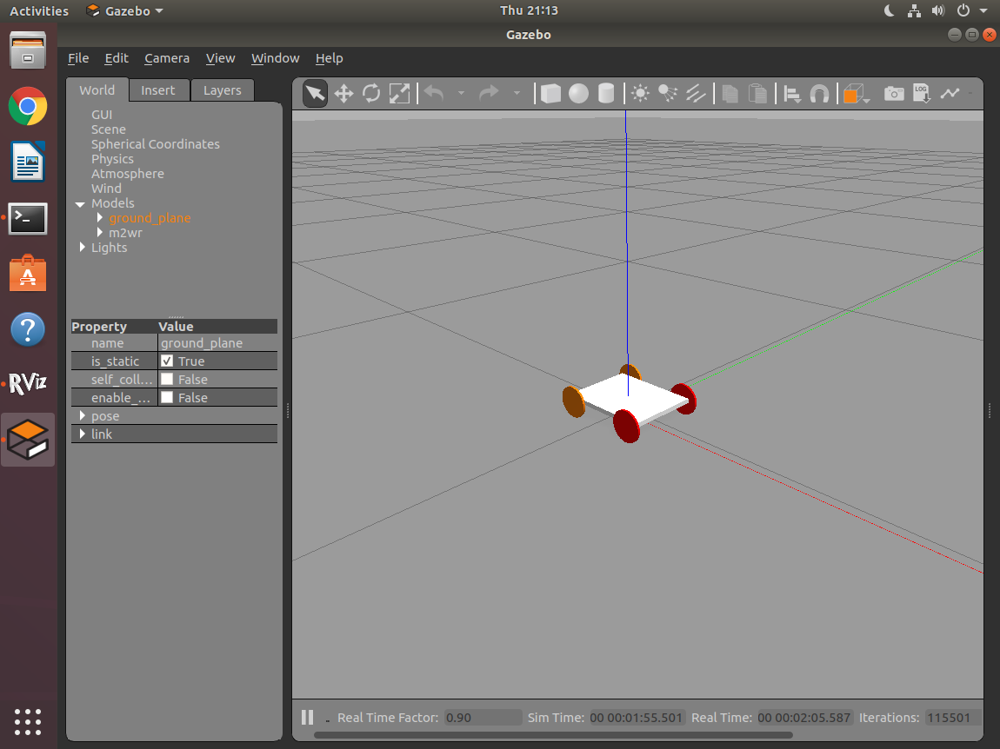 Activities Gazebo Thu 21:13
Gazebo
File Edit Camera View Window Help
World Insert Layers
LOG
GUI
Scene
Spherical Coordinates
Physics
Atmosphere
Wind
Models
ground_plane
m2wr
Lights
Property Value
name ground_plane
is_static True
self_coll... False
enable_... False
pose
link
RViz
Real Time Factor: 0.90 Sim Time: 00 00:01:55.501 Real Time: 00 00:02:05.587 Iterations: 115501